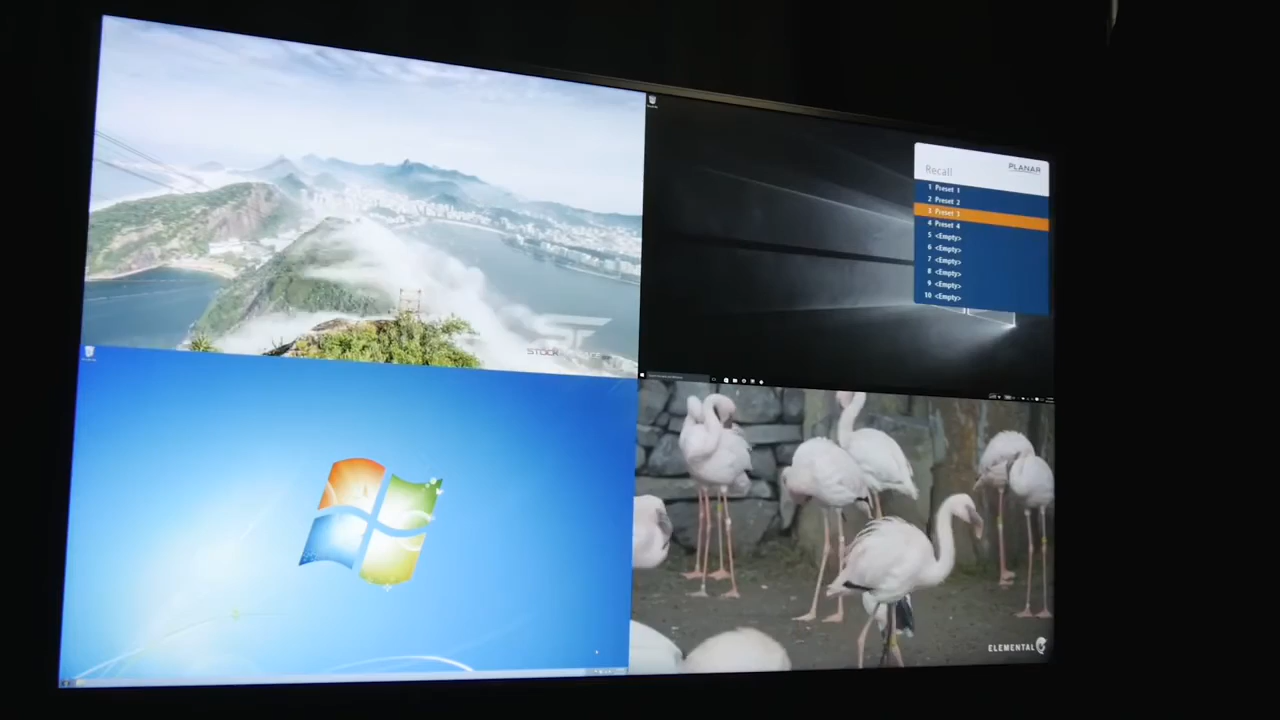 PLANAR
Recall
1 Preset 1
2 Preset 2
3 Preset 3
4 Preset 4
5 <Empty>
6 <Empty>
7 <Empty>
8 <Empty>
9 <Empty>
10 <Empty>
STOCK
ELEMENTAL